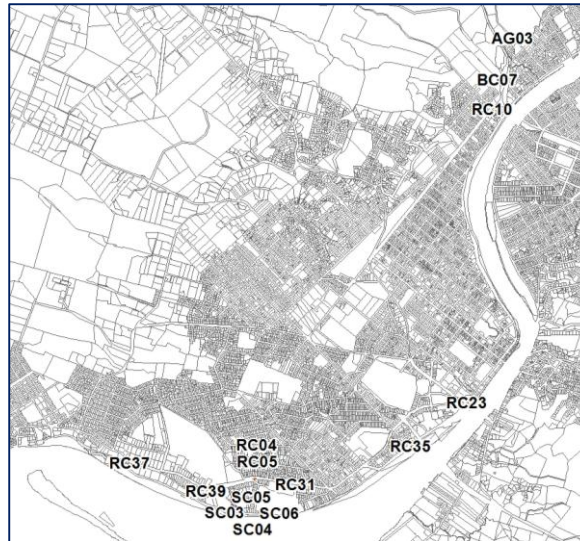 AG03
BC07
RC10
RC23
RC35
RC04
RC05
RC37
RC31
RC39
SC05
SC03
SC06
SC04